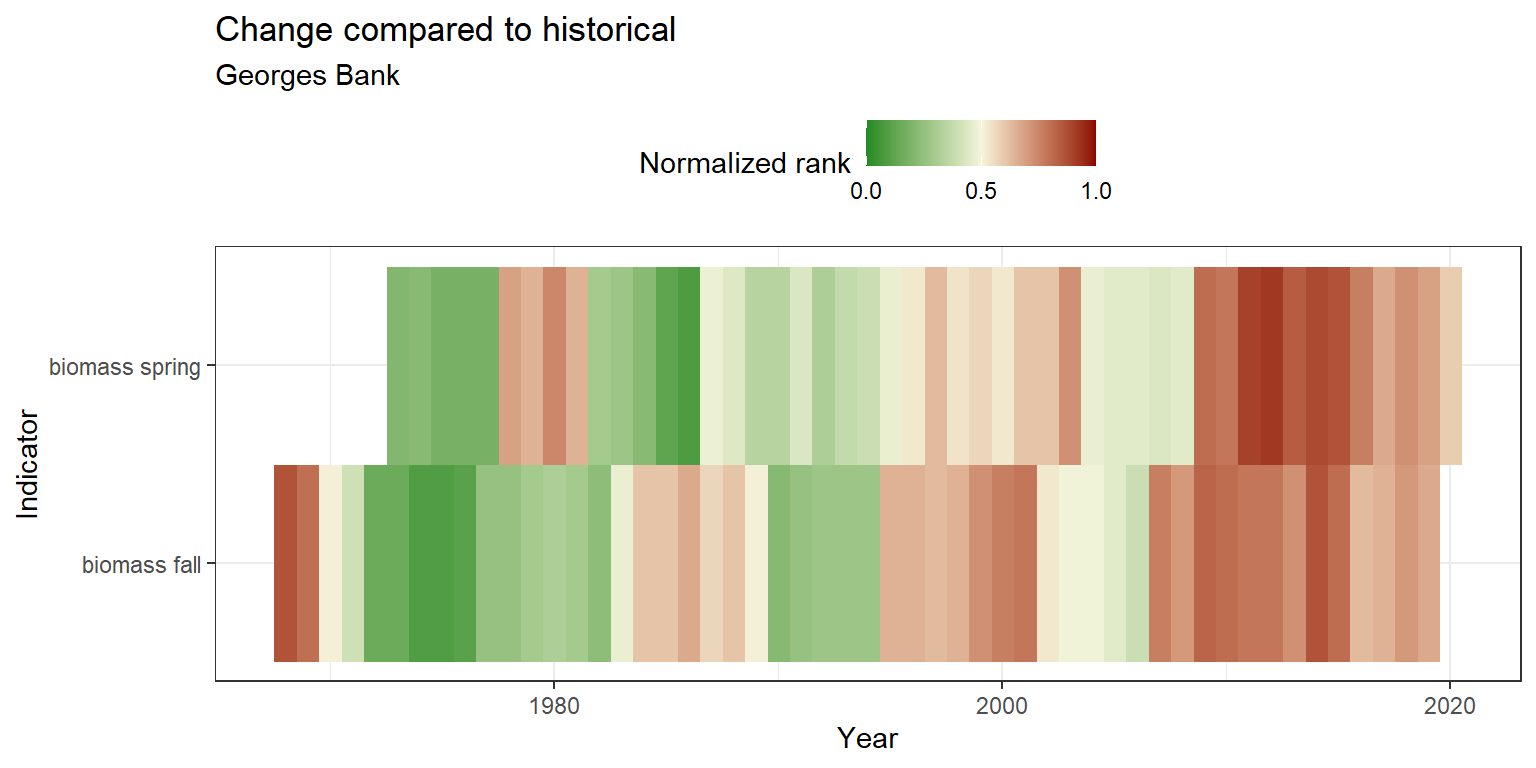 Change compared to historical
Georges Bank
Normalized rank
0.0 0.5 1.0
Indicator
biomass spring
biomass fall
1980 2000 2020
Year